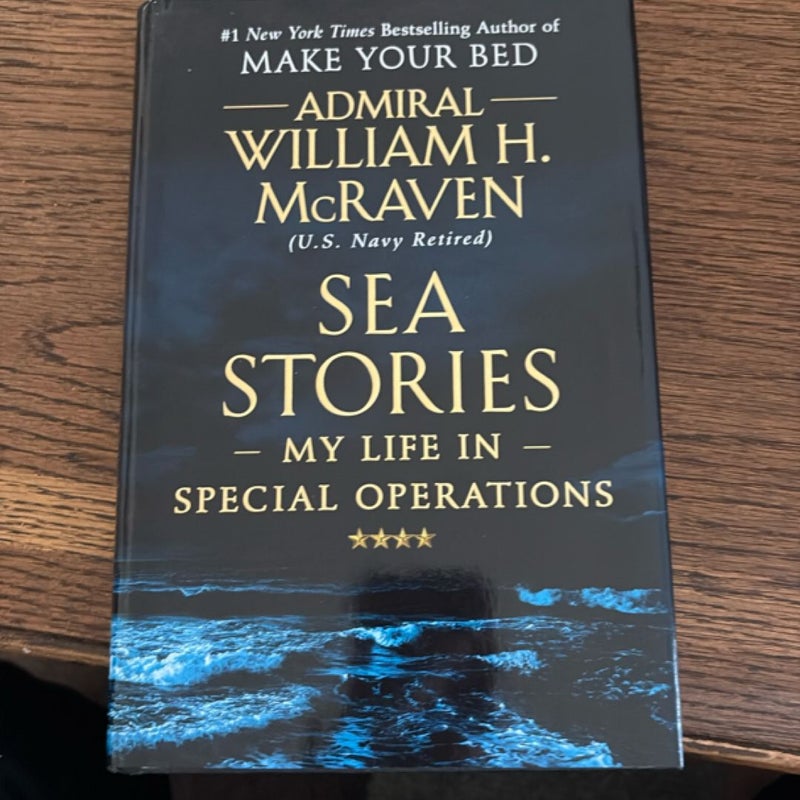 #1 New York Times Bestselling Author of
MAKE YOUR BED
ADMIRAL
WILLIAM H.
McRAVEN
(U.S. Navy Retired)
SEA
STORIES
– MY LIFE IN –
SPECIAL OPERATIONS